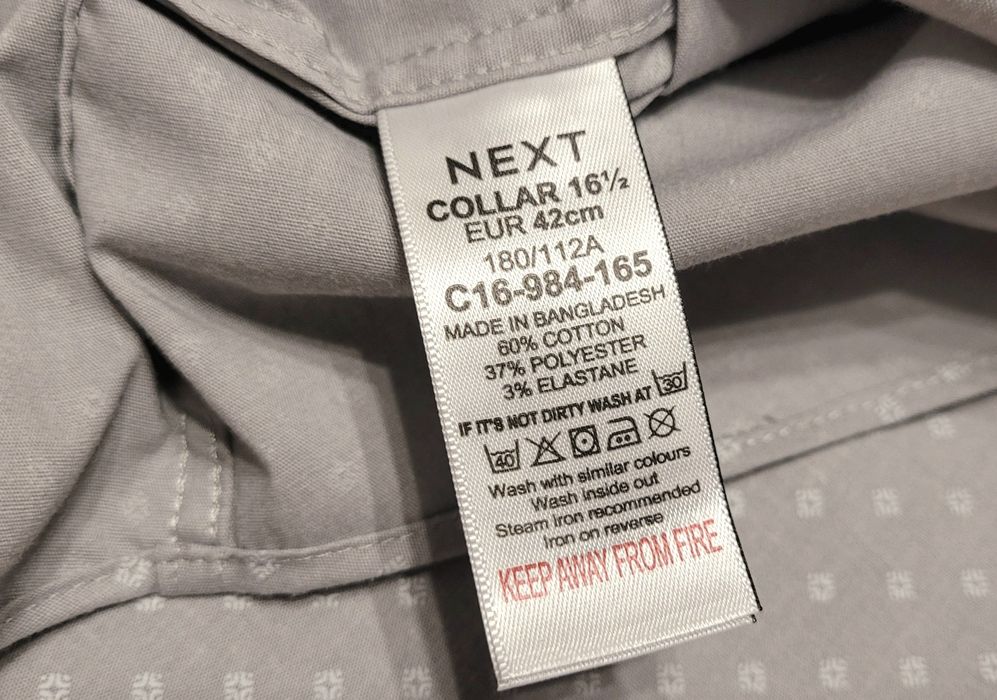 NEXT
COLLAR 16½
EUR 42cm
180/112A
C16-984-165
MADE IN BANGLADESH
60% COTTON
37% POLYESTER
3% ELASTANE
IF IT'S NOT DIRTY WASH AT 30
40
Wash with similar colours
Wash inside out
Steam iron recommended
Iron on reverse
KEEP AWAY FROM FIRE